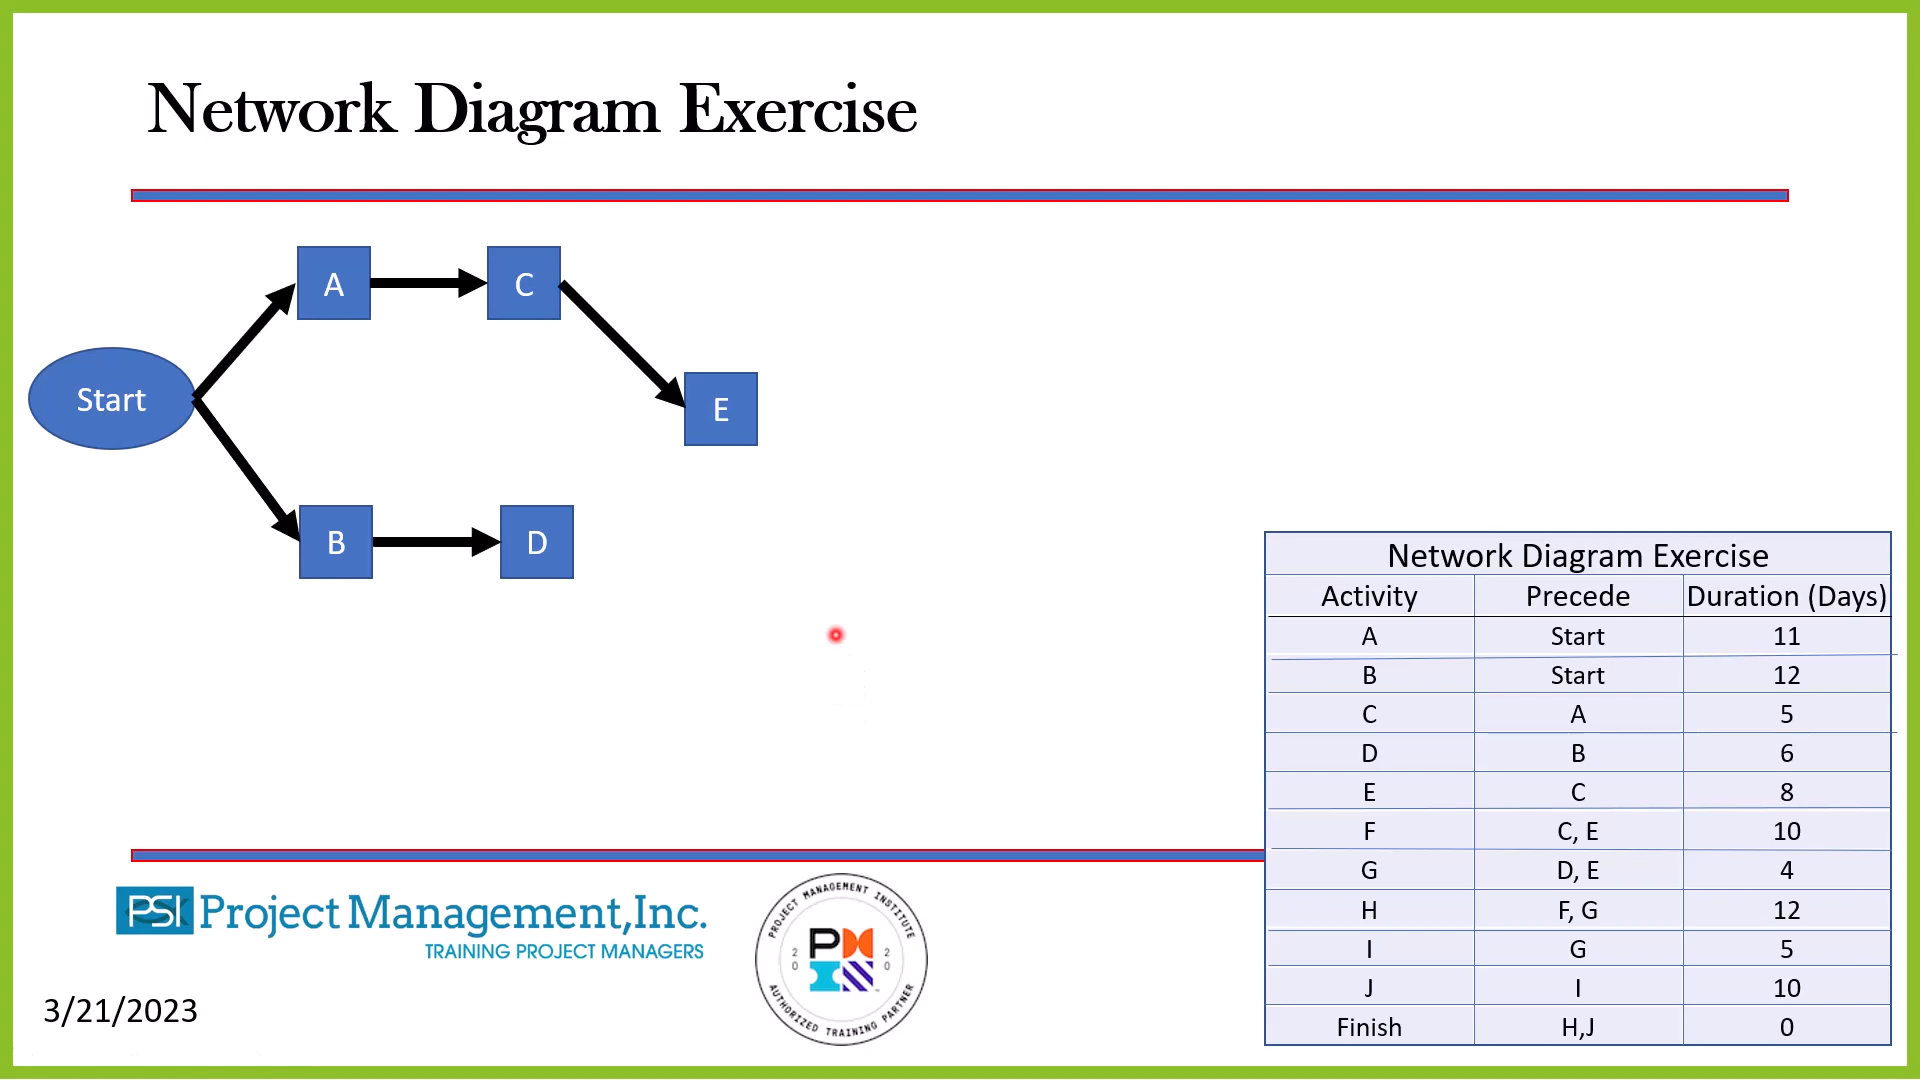 Network Diagram Exercise
A
C
Start
E
B
D
Network Diagram Exercise
Activity Precede Duration (Days)
A Start 11
B Start 12
C A 5
D B 6
E C 8
F C, E 10
G D, E 4
H F, G 12
I G 5
J I 10
Finish H,J 0
PSI Project Management, Inc.
TRAINING PROJECT MANAGERS
PROJECT MANAGEMENT INSTITUTE
20 20
AUTHORIZED TRAINING PARTNER
3/21/2023